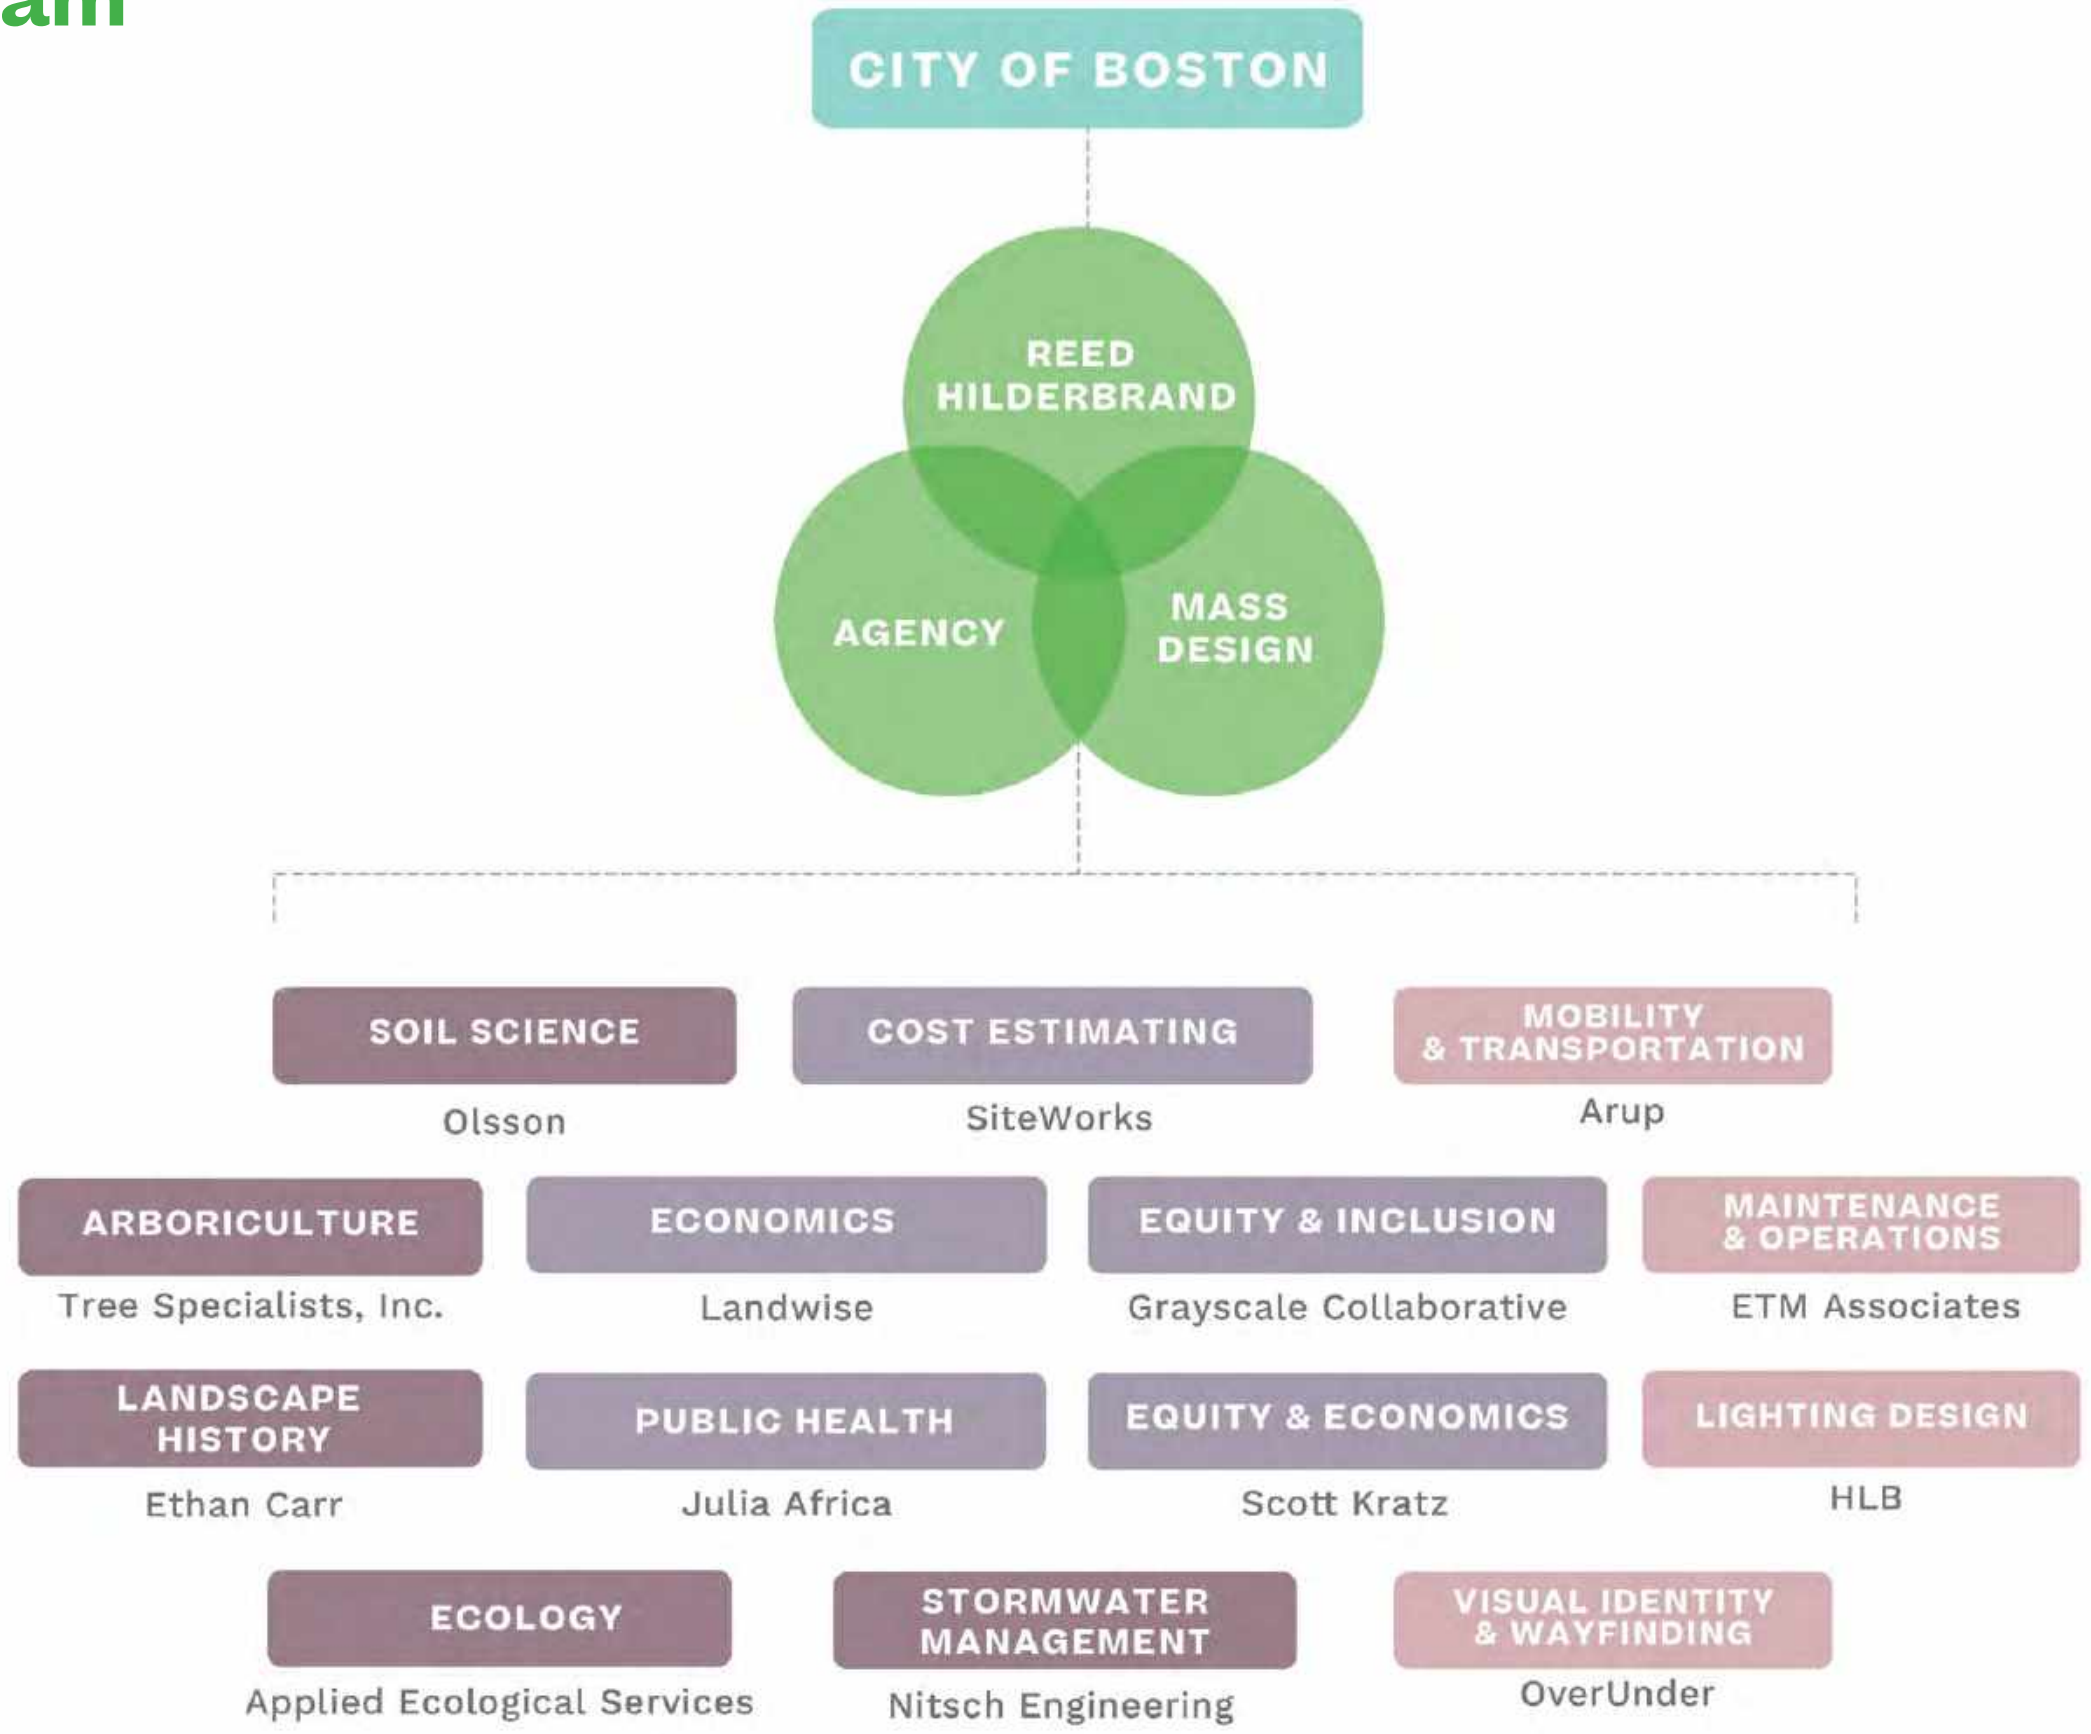 am
CITY OF BOSTON
REED
HILDERBRAND
AGENCY
MASS
DESIGN
SOIL SCIENCE
Olsson
COST ESTIMATING
SiteWorks
MOBILITY
& TRANSPORTATION
Arup
ARBORICULTURE
Tree Specialists, Inc.
ECONOMICS
Landwise
EQUITY & INCLUSION
Grayscale Collaborative
MAINTENANCE
& OPERATIONS
ETM Associates
LANDSCAPE
HISTORY
Ethan Carr
PUBLIC HEALTH
Julia Africa
EQUITY & ECONOMICS
Scott Kratz
LIGHTING DESIGN
HLB
ECOLOGY
Applied Ecological Services
STORMWATER
MANAGEMENT
Nitsch Engineering
VISUAL IDENTITY
& WAYFINDING
OverUnder